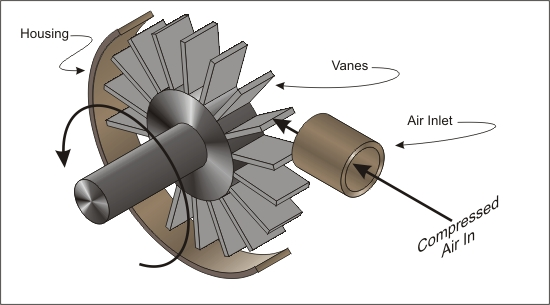 Housing
Vanes
Air Inlet
Compressed
Air In